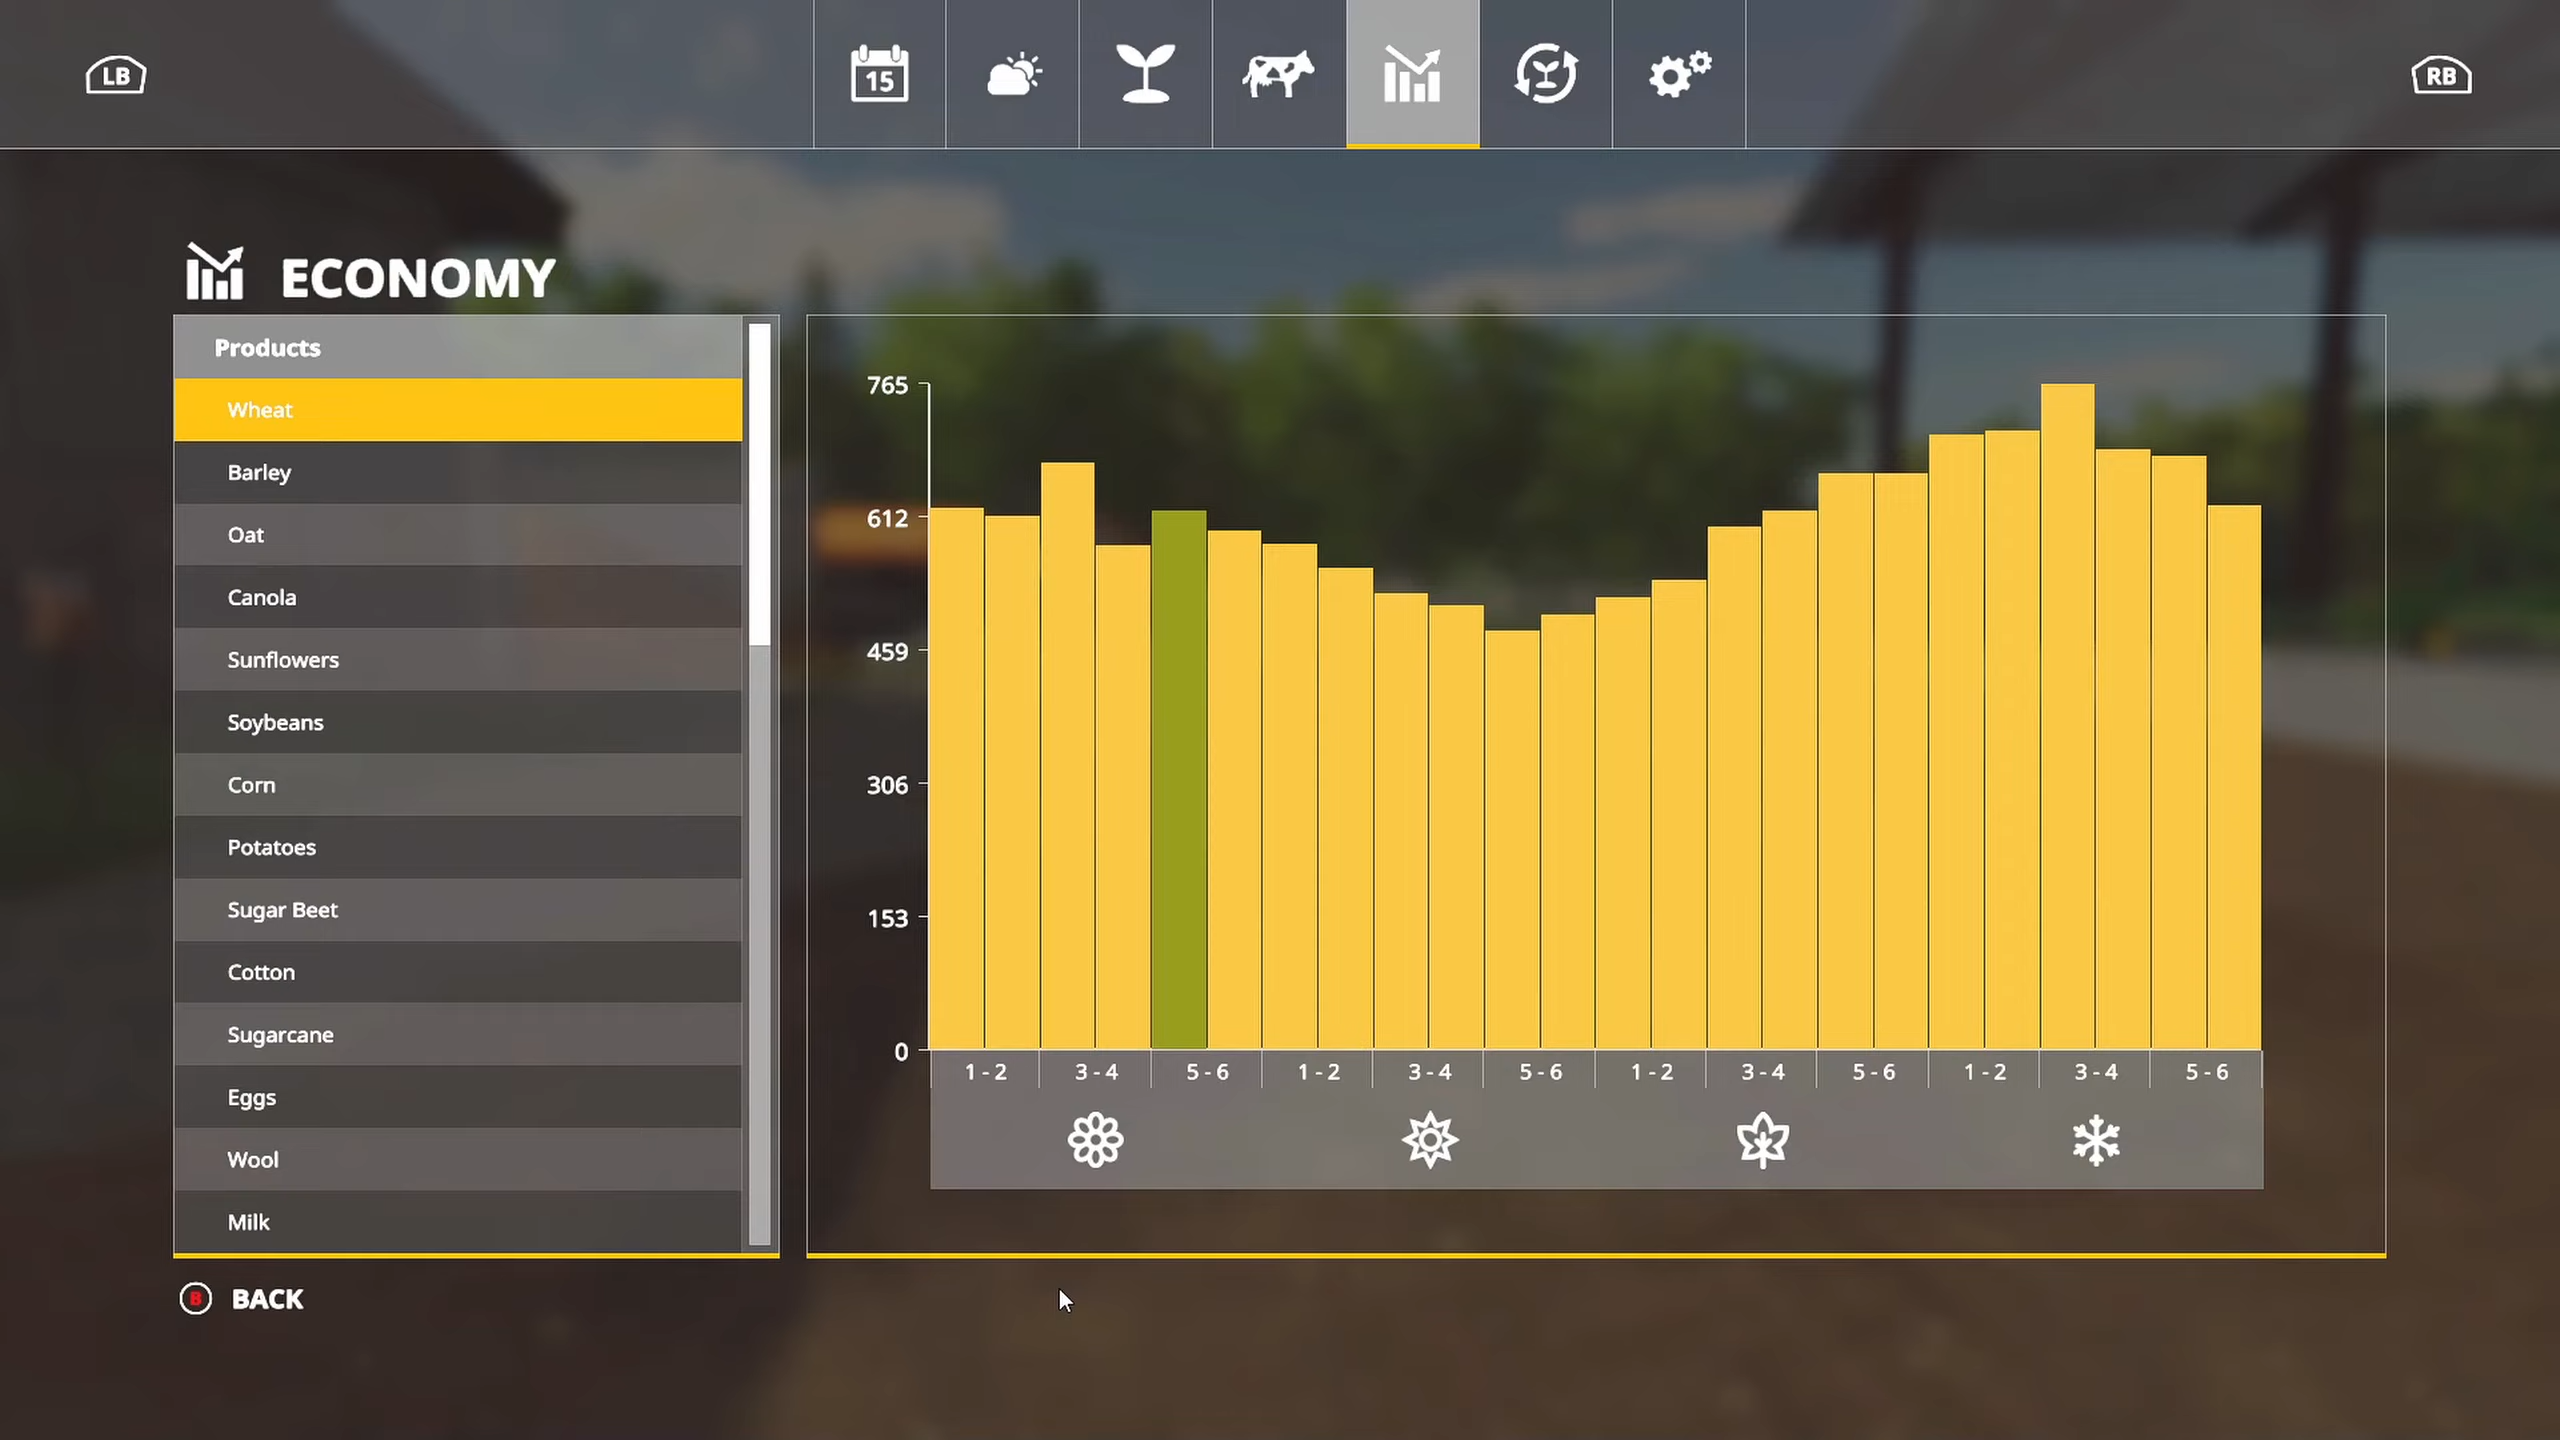 LB
15
RB
ECONOMY
Products
Wheat
Barley
Oat
Canola
Sunflowers
Soybeans
Corn
Potatoes
Sugar Beet
Cotton
Sugarcane
Eggs
Wool
Milk
765
612
459
306
153
0
1 - 2 3 - 4 5 - 6 1 - 2 3 - 4 5 - 6 1 - 2 3 - 4 5 - 6 1 - 2 3 - 4 5 - 6
B BACK